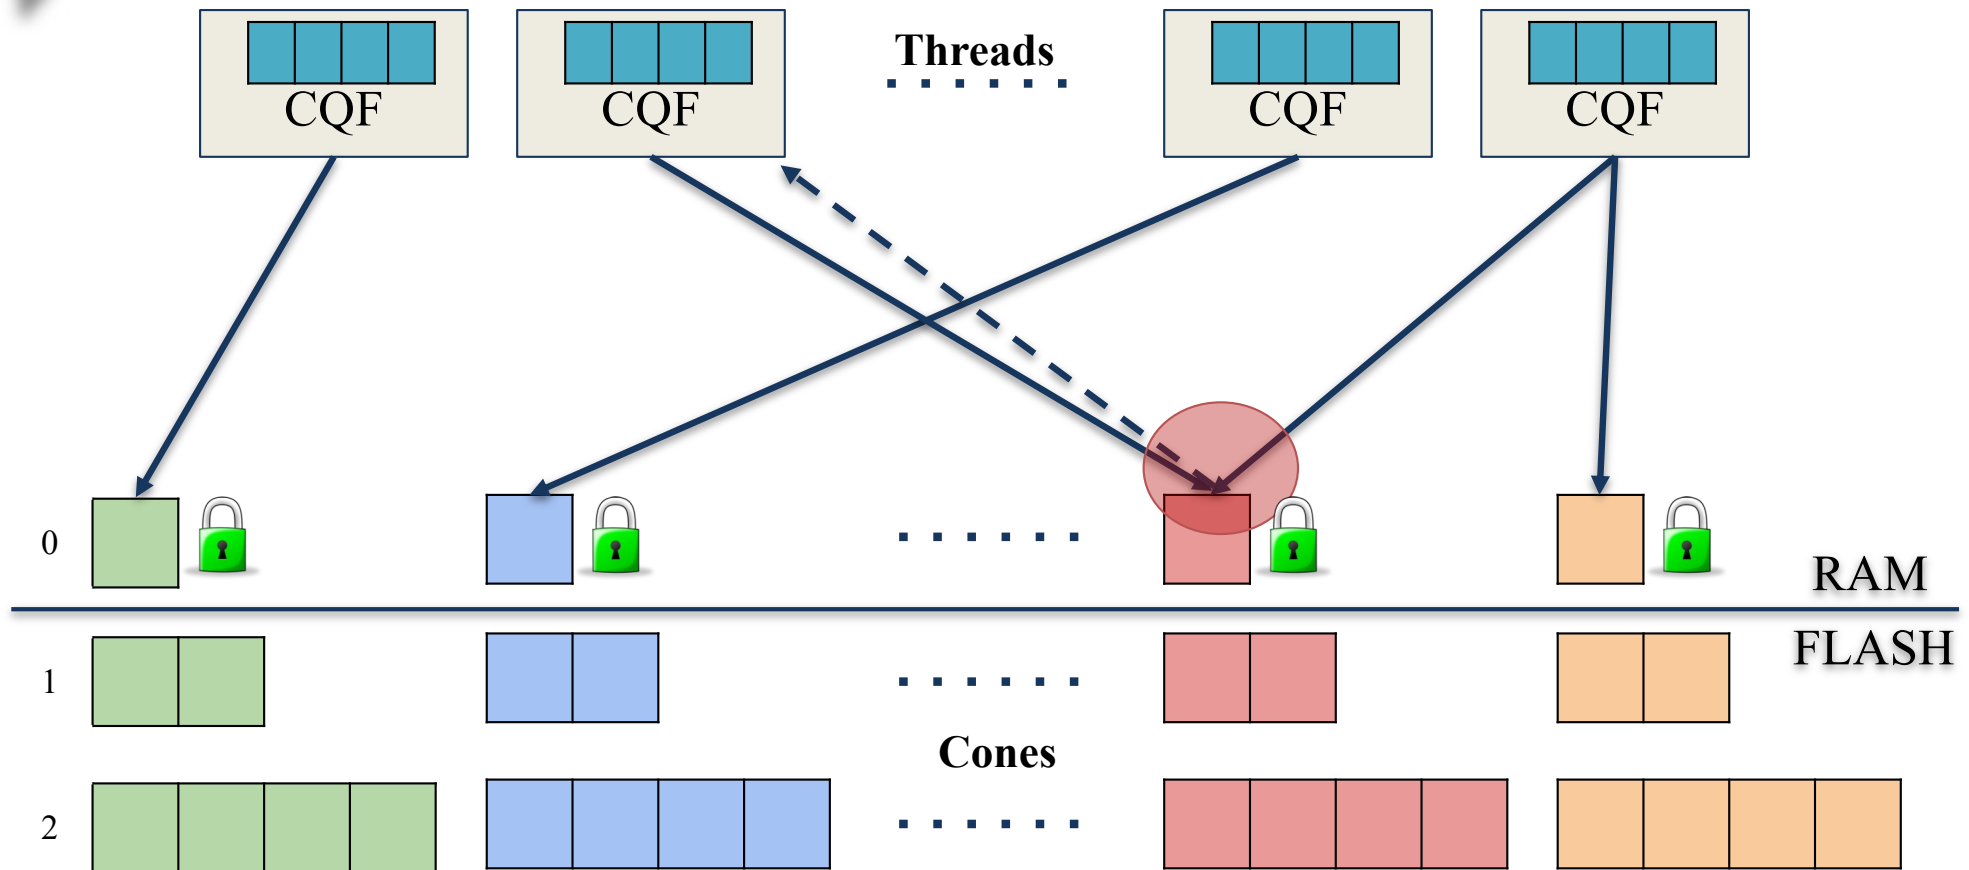 Threads
CQF
CQF
CQF
CQF
0
RAM
FLASH
1
Cones
2